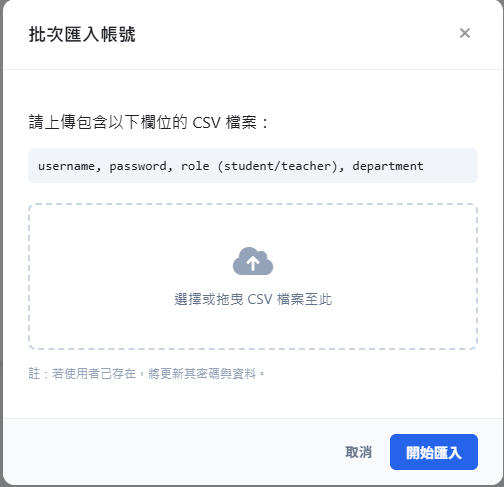 批次匯入帳號
×
請上傳包含以下欄位的 CSV 檔案：
username, password, role (student/teacher), department
選擇或拖曳 CSV 檔案至此
註：若使用者已存在，將更新其密碼與資料。
取消
開始匯入